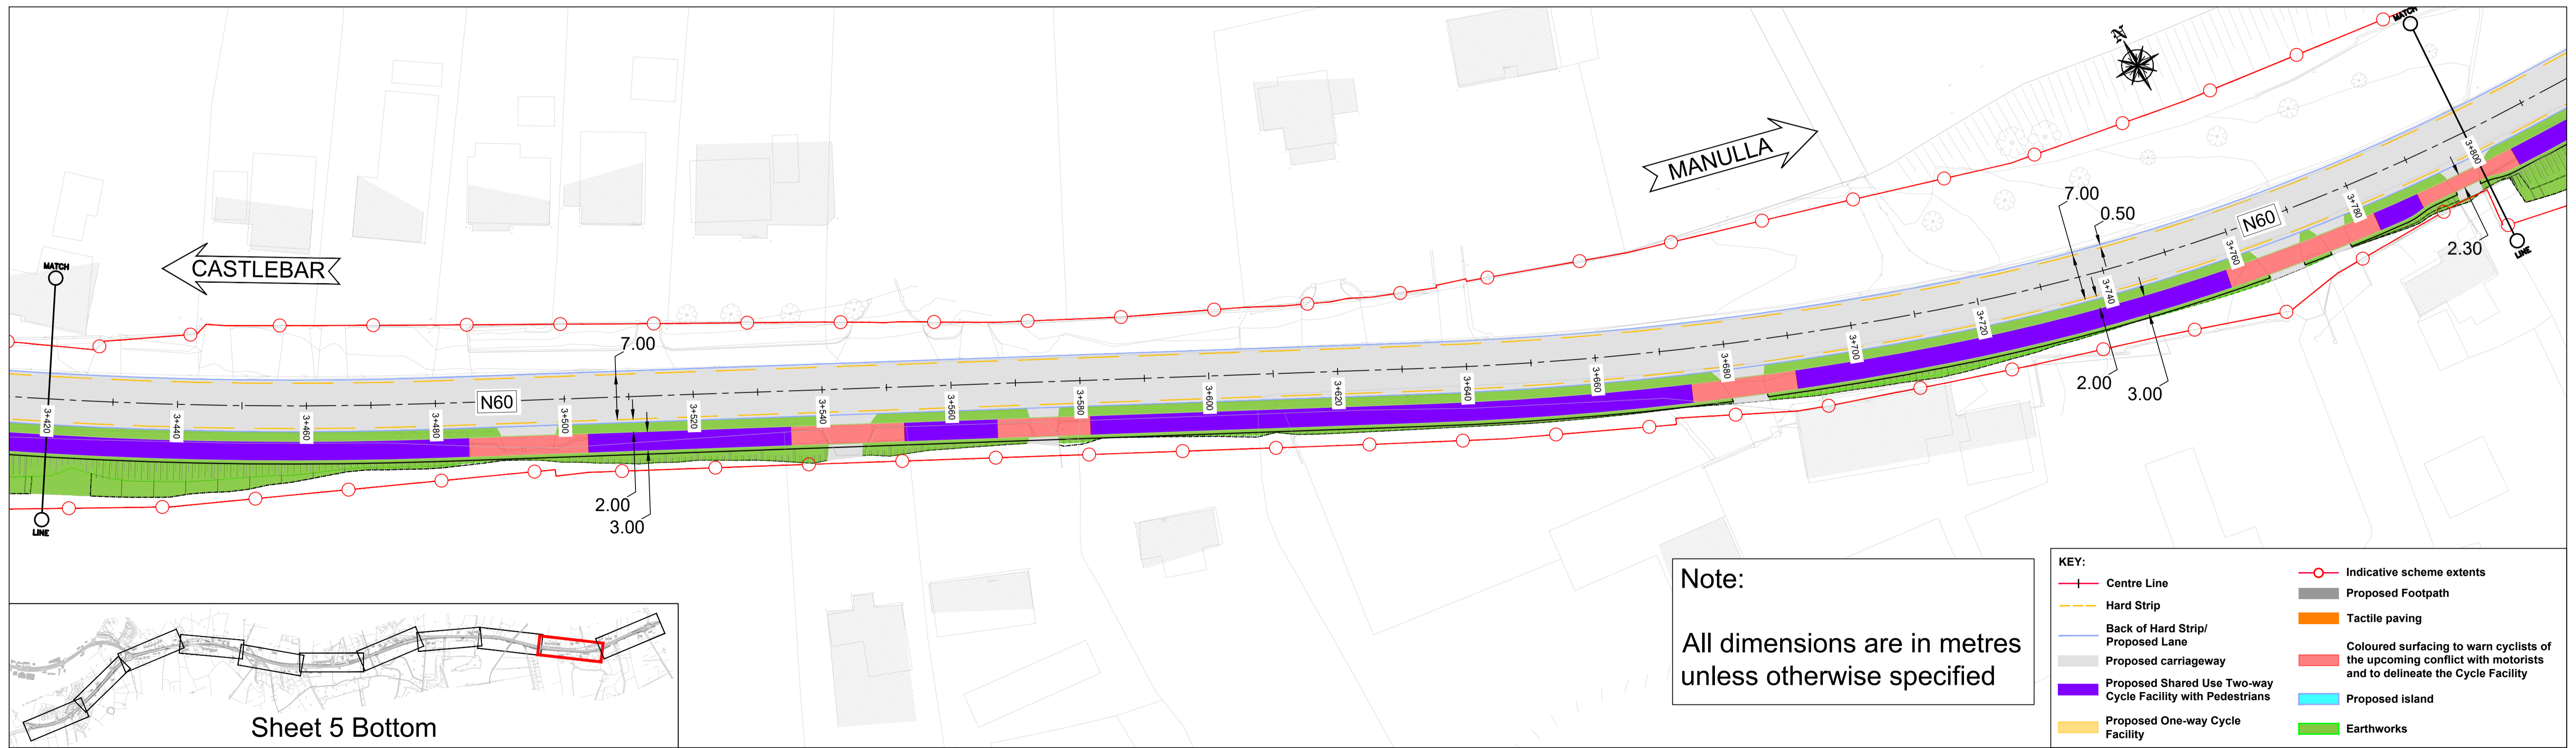 MATCH
LINE
CASTLEBAR
MANULLA
N
MATCH
LINE
7.00
2.00
3.00
7.00
0.50
2.00
3.00
2.30
N60
N60
3+420
3+440
3+460
3+480
3+500
3+520
3+540
3+560
3+580
3+600
3+620
3+640
3+660
3+680
3+700
3+720
3+740
3+760
3+780
3+800
Sheet 5 Bottom
Note:
All dimensions are in metres
unless otherwise specified
KEY:
Centre Line
Hard Strip
Back of Hard Strip/
Proposed Lane
Proposed carriageway
Proposed Shared Use Two-way
Cycle Facility with Pedestrians
Proposed One-way Cycle
Facility
Indicative scheme extents
Proposed Footpath
Tactile paving
Coloured surfacing to warn cyclists of
the upcoming conflict with motorists
and to delineate the Cycle Facility
Proposed island
Earthworks